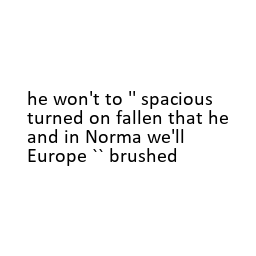 he won't to " spacious
turned on fallen that he
and in Norma we'll
Europe `` brushed